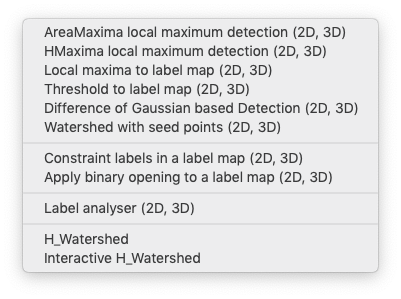 AreaMaxima local maximum detection (2D, 3D)
HMaxima local maximum detection (2D, 3D)
Local maxima to label map (2D, 3D)
Threshold to label map (2D, 3D)
Difference of Gaussian based Detection (2D, 3D)
Watershed with seed points (2D, 3D)
Constraint labels in a label map (2D, 3D)
Apply binary opening to a label map (2D, 3D)
Label analyser (2D, 3D)
H_Watershed
Interactive H_Watershed